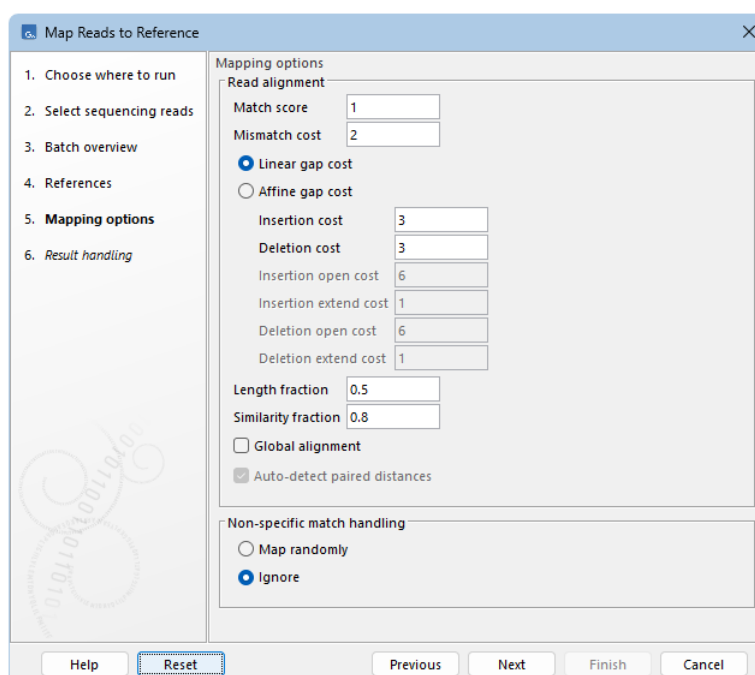 Map Reads to Reference
1. Choose where to run
2. Select sequencing reads
3. Batch overview
4. References
5. Mapping options
6. Result handling
Mapping options
Read alignment
Match score 1
Mismatch cost 2
Linear gap cost
Affine gap cost
Insertion cost 3
Deletion cost 3
Insertion open cost 6
Insertion extend cost 1
Deletion open cost 6
Deletion extend cost 1
Length fraction 0.5
Similarity fraction 0.8
Global alignment
Auto-detect paired distances
Non-specific match handling
Map randomly
Ignore
Help Reset Previous Next Finish Cancel